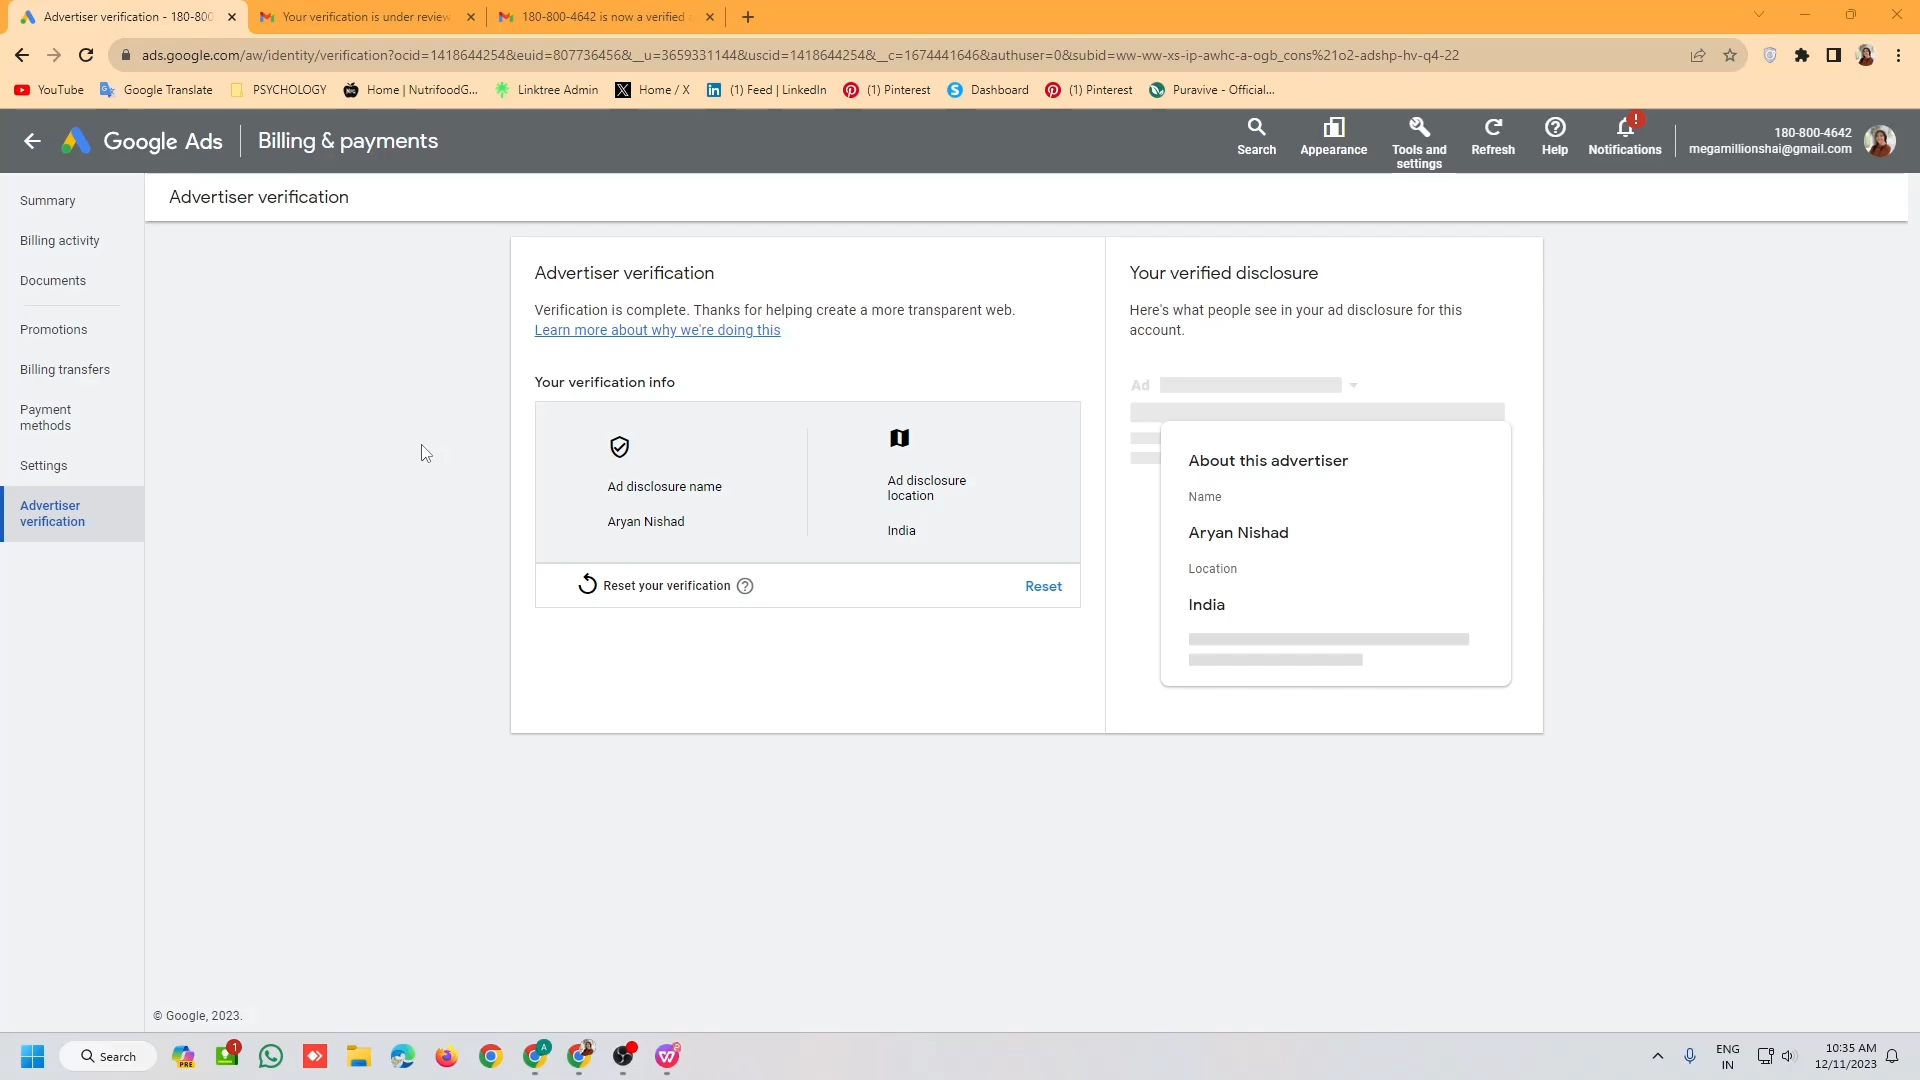 Advertiser verification - 180-800
Your verification is under review
180-800-4642 is now a verified
ads.google.com/aw/identity/verification?ocid=1418644254&euid=807736456&__u=3659331144&uscid=1418644254&__c=1674441646&authuser=0&subid=ww-ww-xs-ip-awhc-a-ogb_cons%21o2-adshp-hv-q4-22
YouTube
Google Translate
PSYCHOLOGY
Home | NutrifoodG...
Linktree Admin
Home / X
(1) Feed | LinkedIn
(1) Pinterest
Dashboard
(1) Pinterest
Puravive - Official...
Google Ads
Billing & payments
Search
Appearance
Tools and
settings
Refresh
Help
!
Notifications
180-800-4642
megamillionshai@gmail.com
Summary
Billing activity
Documents
Promotions
Billing transfers
Payment
methods
Settings
Advertiser
verification
Advertiser verification
Advertiser verification
Verification is complete. Thanks for helping create a more transparent web.
Learn more about why we're doing this
Your verification info
Ad disclosure name
Aryan Nishad
Ad disclosure
location
India
Reset your verification
Reset
Your verified disclosure
Here's what people see in your ad disclosure for this
account.
Ad
About this advertiser
Name
Aryan Nishad
Location
India
© Google, 2023.
Search
PRE
1
A
ENG
IN
10:35 AM
12/11/2023